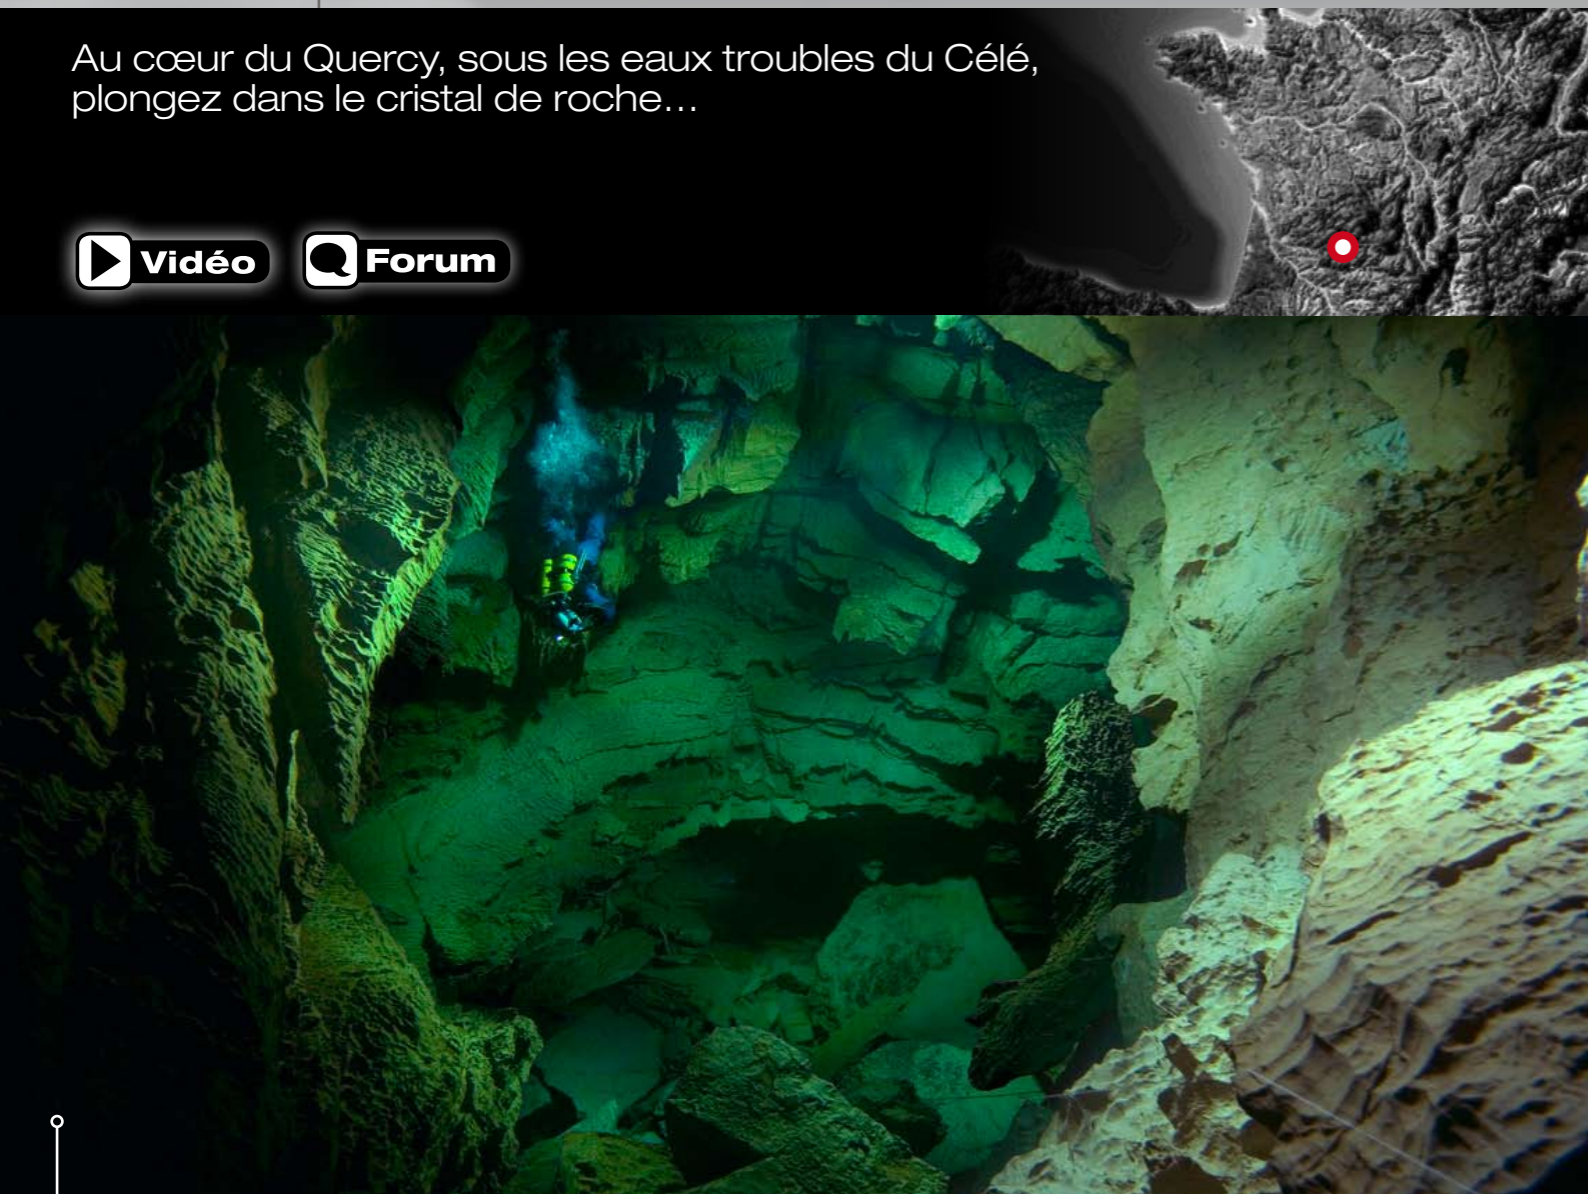 Au cœur du Quercy, sous les eaux troubles du Célé,
plongez dans le cristal de roche...
Vidéo Forum